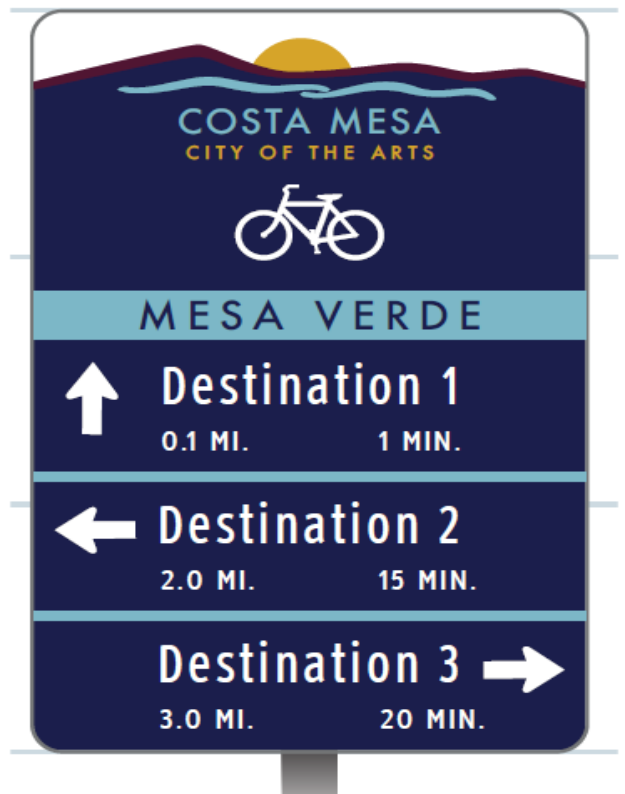 COSTA MESA
CITY OF THE ARTS
MESA VERDE
Destination 1
0.1 MI. 1 MIN.
Destination 2
2.0 MI. 15 MIN.
Destination 3
3.0 MI. 20 MIN.